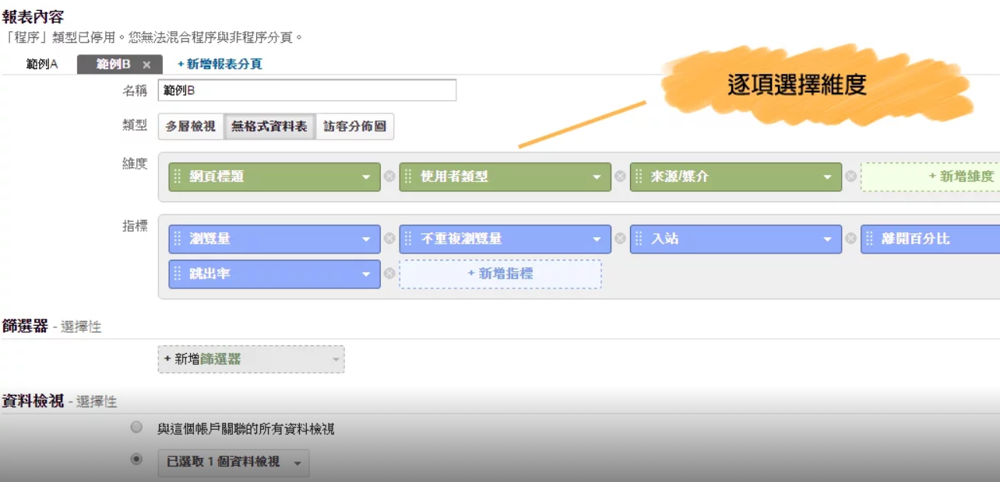 報表內容
「程序」類型已停用。您無法混合程序與非程序分頁。
範例A 範例B × + 新增報表分頁
名稱 範例B
逐項選擇維度
類型 多層檢視 無格式資料表 訪客分佈圖
維度 網頁標題 使用者類型 來源/媒介 + 新增維度
指標 瀏覽量 不重複瀏覽量 入站 離開百分比
跳出率 + 新增指標
篩選器 - 選擇性
+ 新增篩選器
資料檢視 - 選擇性
與這個帳戶關聯的所有資料檢視
已選取 1 個資料檢視